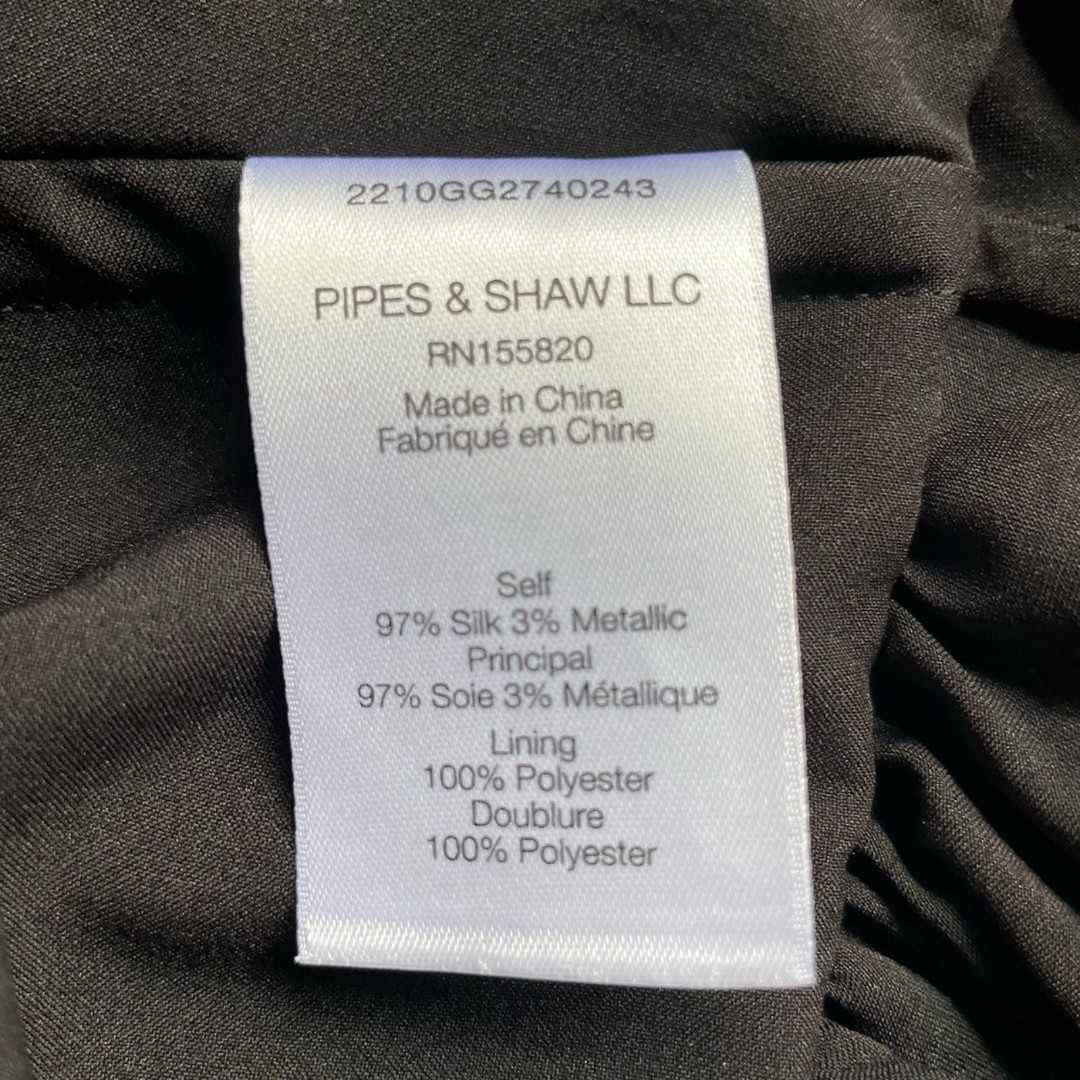 2210GG2740243
PIPES & SHAW LLC
RN155820
Made in China
Fabriqué en Chine
Self
97% Silk 3% Metallic
Principal
97% Soie 3% Métallique
Lining
100% Polyester
Doublure
100% Polyester